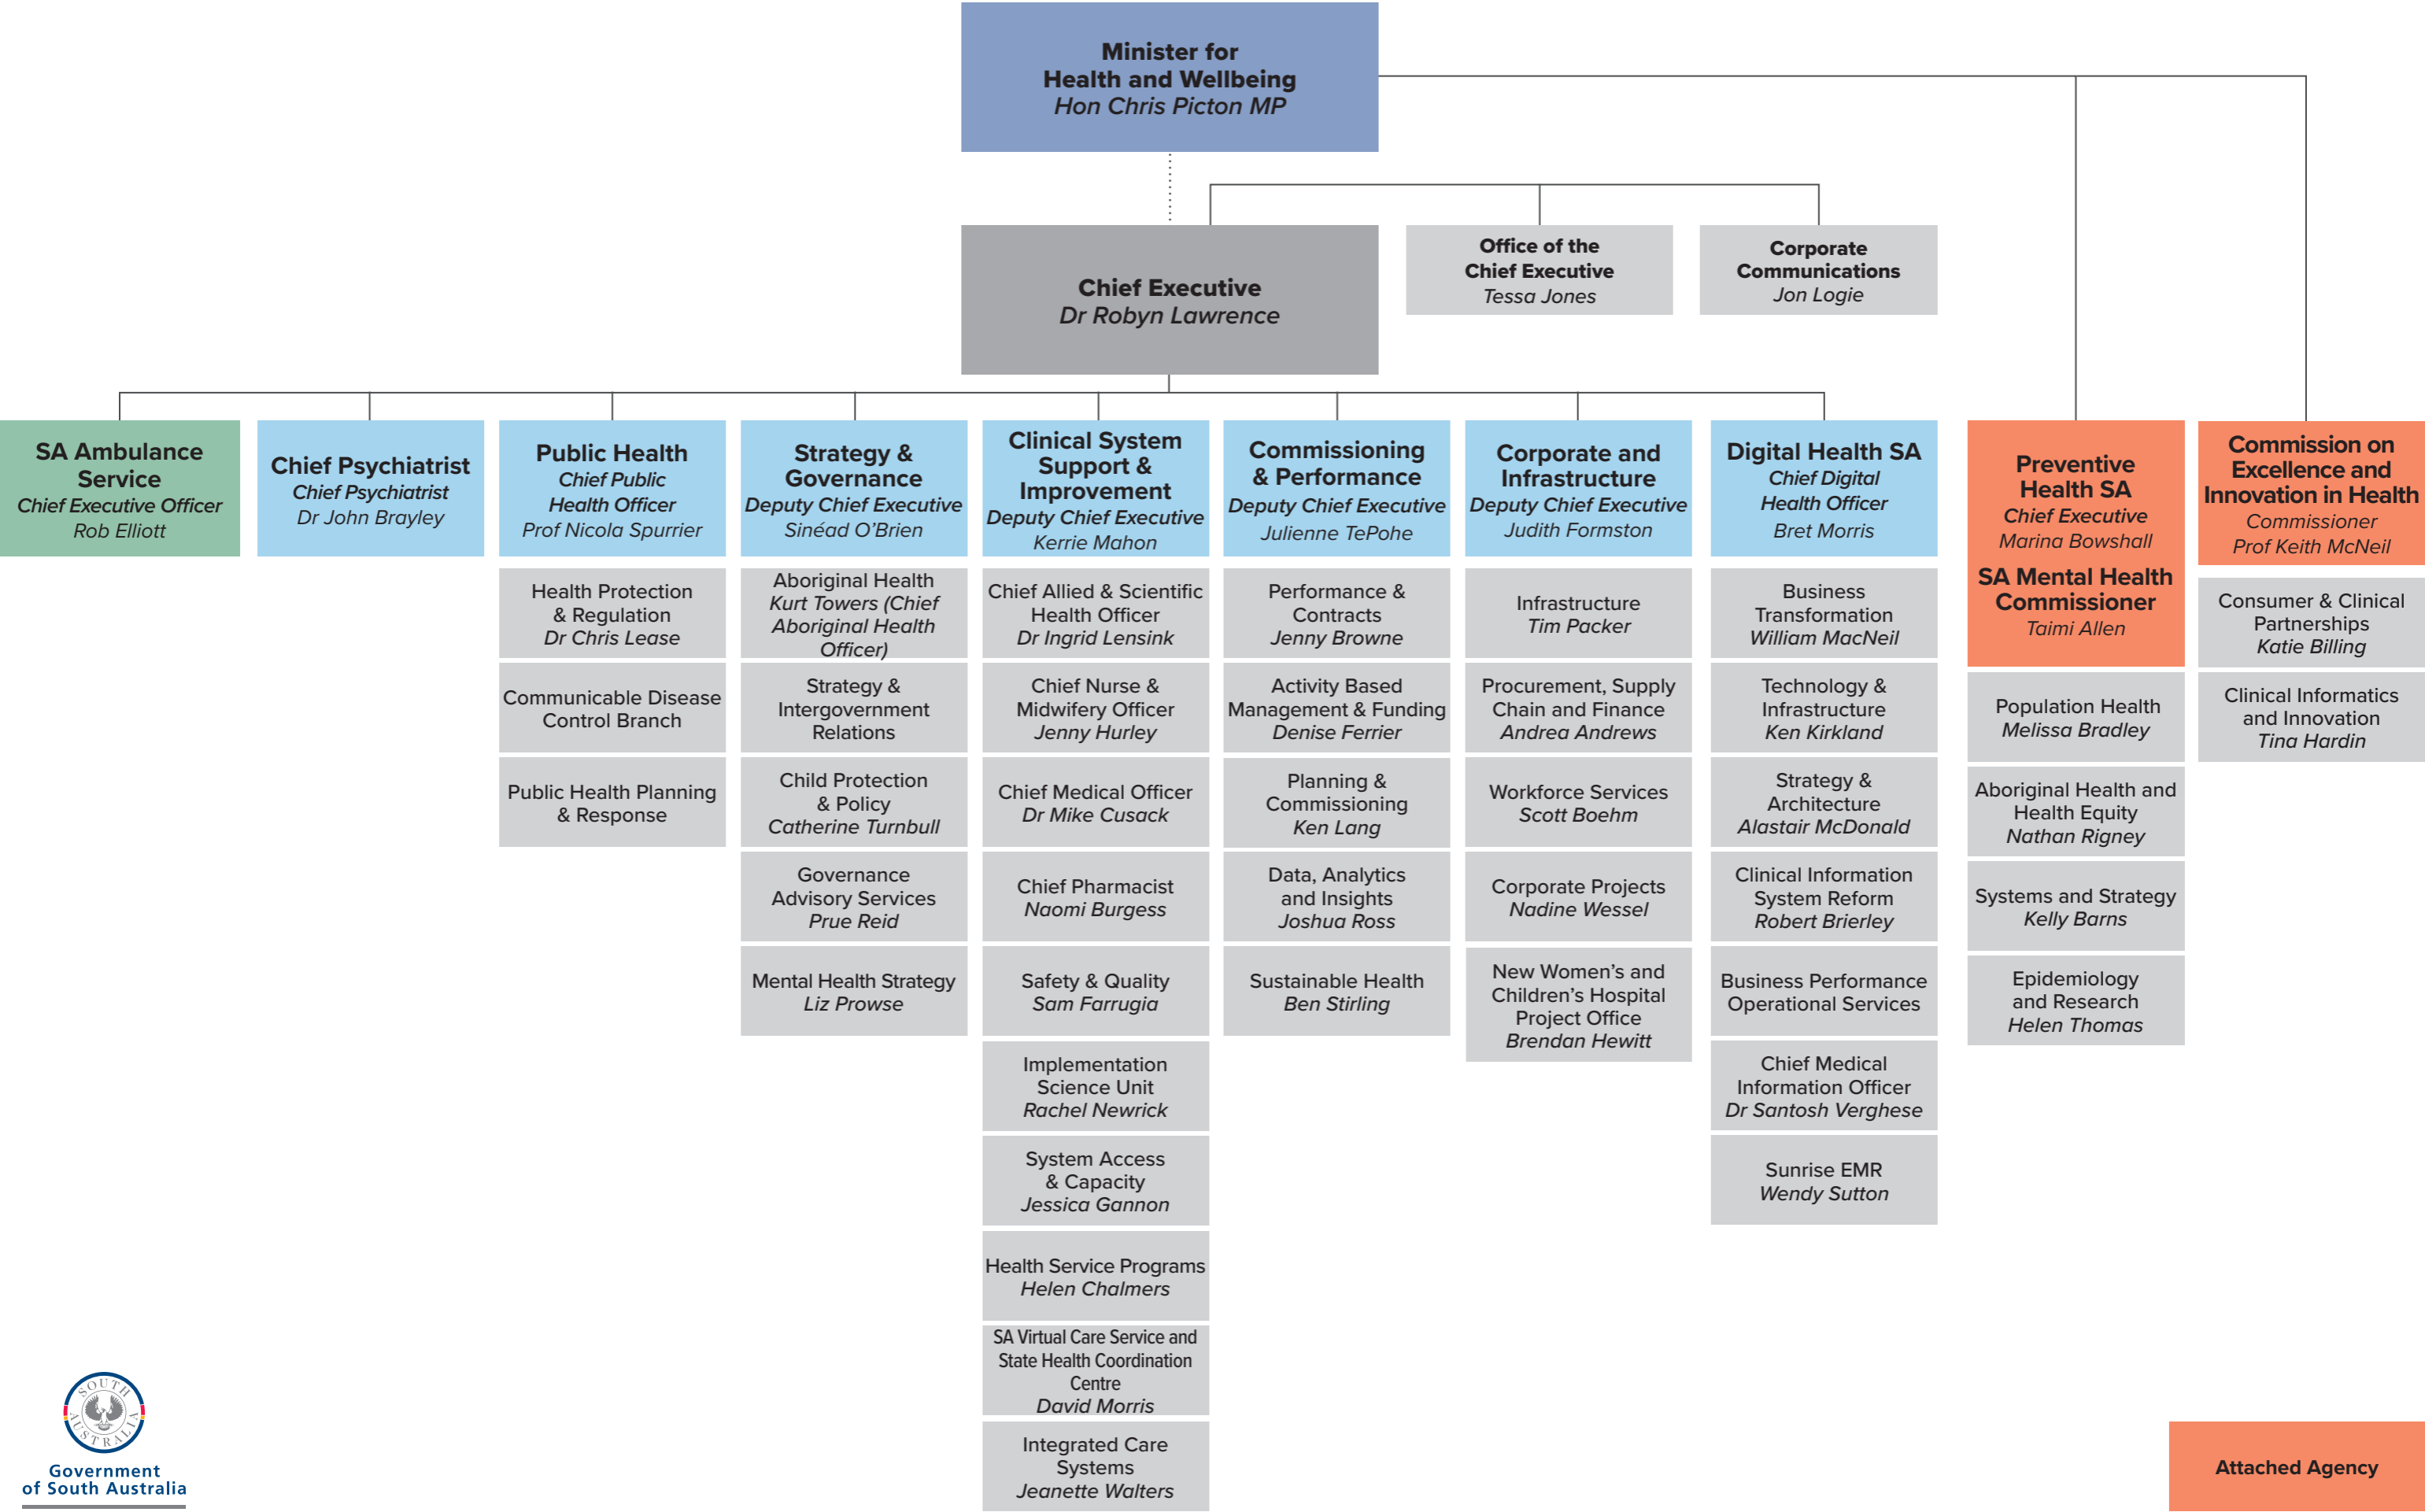 Minister for
Health and Wellbeing
Hon Chris Picton MP
Chief Executive
Dr Robyn Lawrence
Office of the
Chief Executive
Tessa Jones
Corporate
Communications
Jon Logie
SA Ambulance
Service
Chief Executive Officer
Rob Elliott
Chief Psychiatrist
Chief Psychiatrist
Dr John Brayley
Public Health
Chief Public
Health Officer
Prof Nicola Spurrier
Health Protection
& Regulation
Dr Chris Lease
Communicable Disease
Control Branch
Public Health Planning
& Response
Strategy &
Governance
Deputy Chief Executive
Sinéad O’Brien
Aboriginal Health
Kurt Towers (Chief
Aboriginal Health
Officer)
Strategy &
Intergovernment
Relations
Child Protection
& Policy
Catherine Turnbull
Governance
Advisory Services
Prue Reid
Mental Health Strategy
Liz Prowse
Clinical System
Support &
Improvement
Deputy Chief Executive
Kerrie Mahon
Chief Allied & Scientific
Health Officer
Dr Ingrid Lensink
Chief Nurse &
Midwifery Officer
Jenny Hurley
Chief Medical Officer
Dr Mike Cusack
Chief Pharmacist
Naomi Burgess
Safety & Quality
Sam Farrugia
Implementation
Science Unit
Rachel Newrick
System Access
& Capacity
Jessica Gannon
Health Service Programs
Helen Chalmers
SA Virtual Care Service and
State Health Coordination
Centre
David Morris
Integrated Care
Systems
Jeanette Walters
Commissioning
& Performance
Deputy Chief Executive
Julienne TePohe
Performance &
Contracts
Jenny Browne
Activity Based
Management & Funding
Denise Ferrier
Planning &
Commissioning
Ken Lang
Data, Analytics
and Insights
Joshua Ross
Sustainable Health
Ben Stirling
Corporate and
Infrastructure
Deputy Chief Executive
Judith Formston
Infrastructure
Tim Packer
Procurement, Supply
Chain and Finance
Andrea Andrews
Workforce Services
Scott Boehm
Corporate Projects
Nadine Wessel
New Women’s and
Children’s Hospital
Project Office
Brendan Hewitt
Digital Health SA
Chief Digital
Health Officer
Bret Morris
Business
Transformation
William MacNeil
Technology &
Infrastructure
Ken Kirkland
Strategy &
Architecture
Alastair McDonald
Clinical Information
System Reform
Robert Brierley
Business Performance
Operational Services
Chief Medical
Information Officer
Dr Santosh Verghese
Sunrise EMR
Wendy Sutton
Preventive
Health SA
Chief Executive
Marina Bowshall
SA Mental Health
Commissioner
Taimi Allen
Population Health
Melissa Bradley
Aboriginal Health and
Health Equity
Nathan Rigney
Systems and Strategy
Kelly Barns
Epidemiology
and Research
Helen Thomas
Commission on
Excellence and
Innovation in Health
Commissioner
Prof Keith McNeil
Consumer & Clinical
Partnerships
Katie Billing
Clinical Informatics
and Innovation
Tina Hardin
SOUTH
AUSTRALIA
Government
of South Australia
Attached Agency